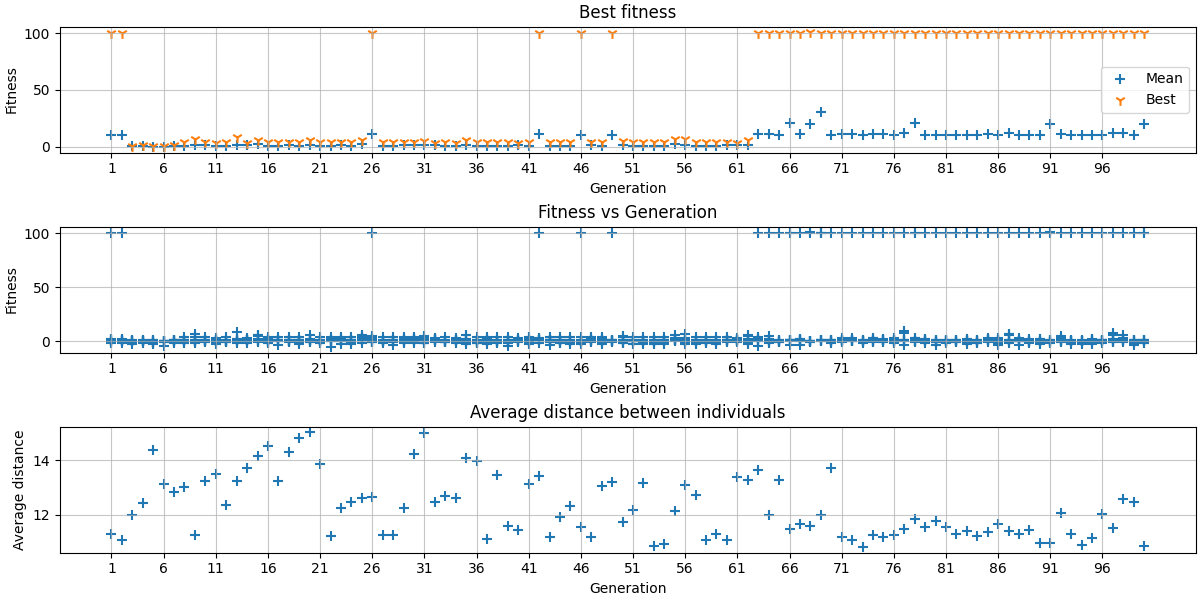 Best fitness
100
50
0
Fitness
Mean
Best
1 6 11 16 21 26 31 36 41 46 51 56 61 66 71 76 81 86 91 96
Generation
Fitness vs Generation
100
50
0
Fitness
1 6 11 16 21 26 31 36 41 46 51 56 61 66 71 76 81 86 91 96
Generation
Average distance between individuals
14
12
Average distance
1 6 11 16 21 26 31 36 41 46 51 56 61 66 71 76 81 86 91 96
Generation